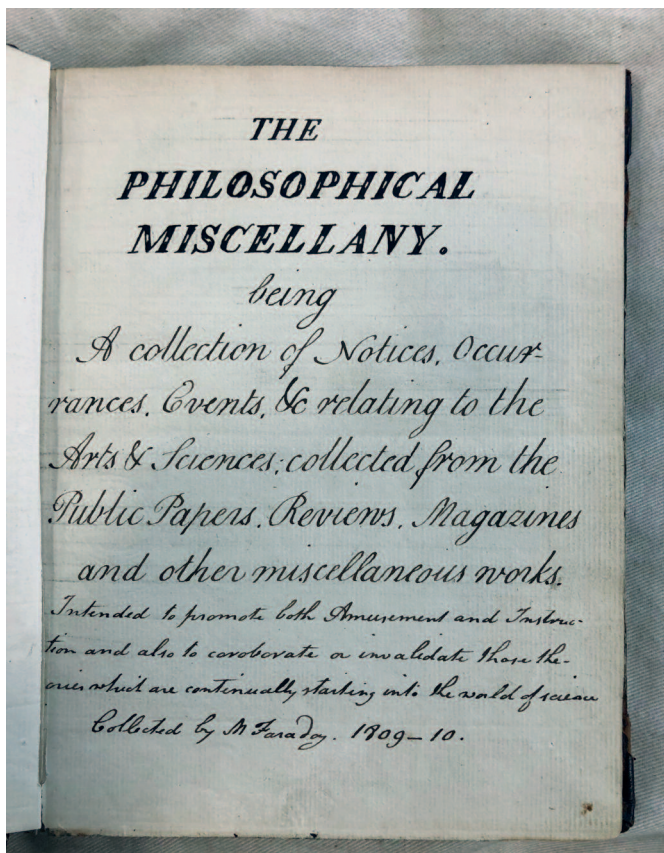 THE
PHILOSOPHICAL
MISCELLANY.
being
A collection of Notices, Occur-
rances, Events, &c relating to the
Arts & Sciences; collected from the
Public Papers, Reviews, Magazines
and other miscellaneous works.
Intended to promote both Amusement and Instruc-
tion and also to coroborate or invalidate those the-
ories which are continually starting into the world of science
Collected by M Faraday. 1809-10.